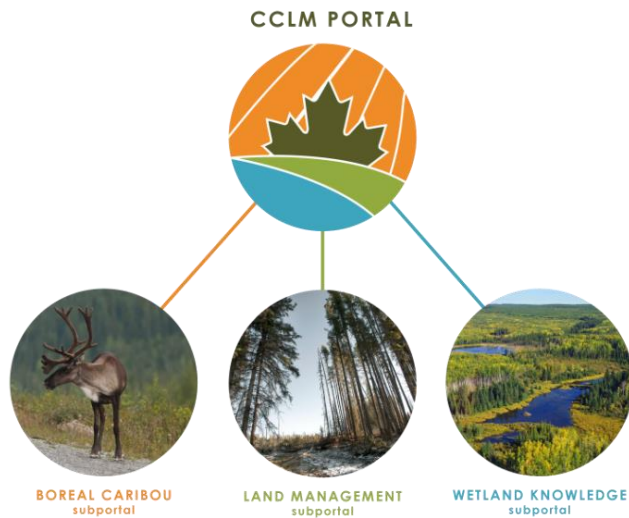 CCLM PORTAL
BOREAL CARIBOU
subportal
LAND MANAGEMENT
subportal
WETLAND KNOWLEDGE
subportal